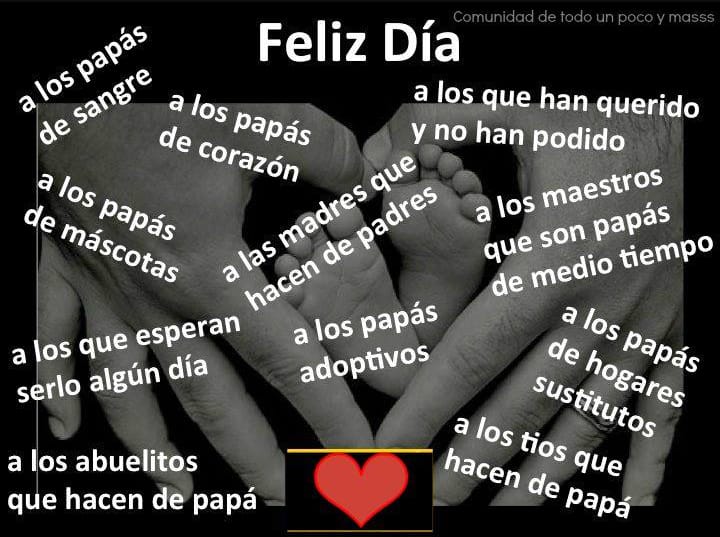 Comunidad de todo un poco y masss
Feliz Día
a los papás
de sangre
a los papás
de corazón
a los que han querido
y no han podido
a los papás
de máscotas
a las madres que
hacen de padres
a los maestros
que son papás
de medio tiempo
a los que esperan
serlo algún día
a los papás
adoptivos
a los papás
de hogares
sustitutos
a los abuelitos
que hacen de papá
a los tios que
hacen de papá